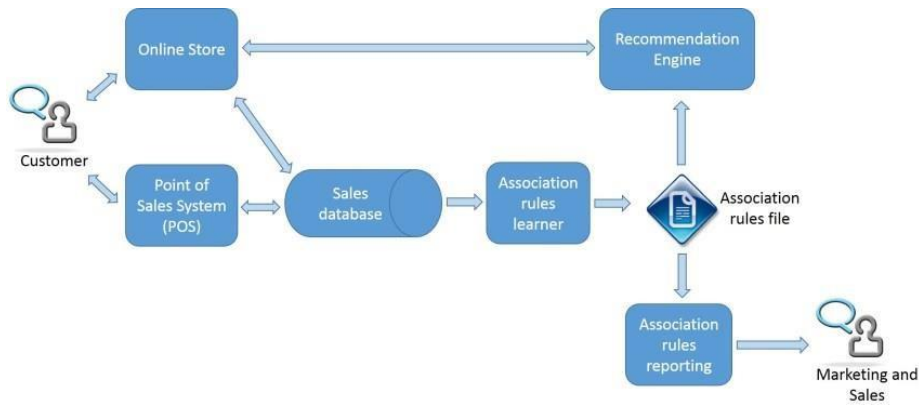 Online Store
Recommendation
Engine
Customer
Point of
Sales System
(POS)
Sales
database
Association
rules
learner
Association
rules file
Association
rules
reporting
Marketing and
Sales